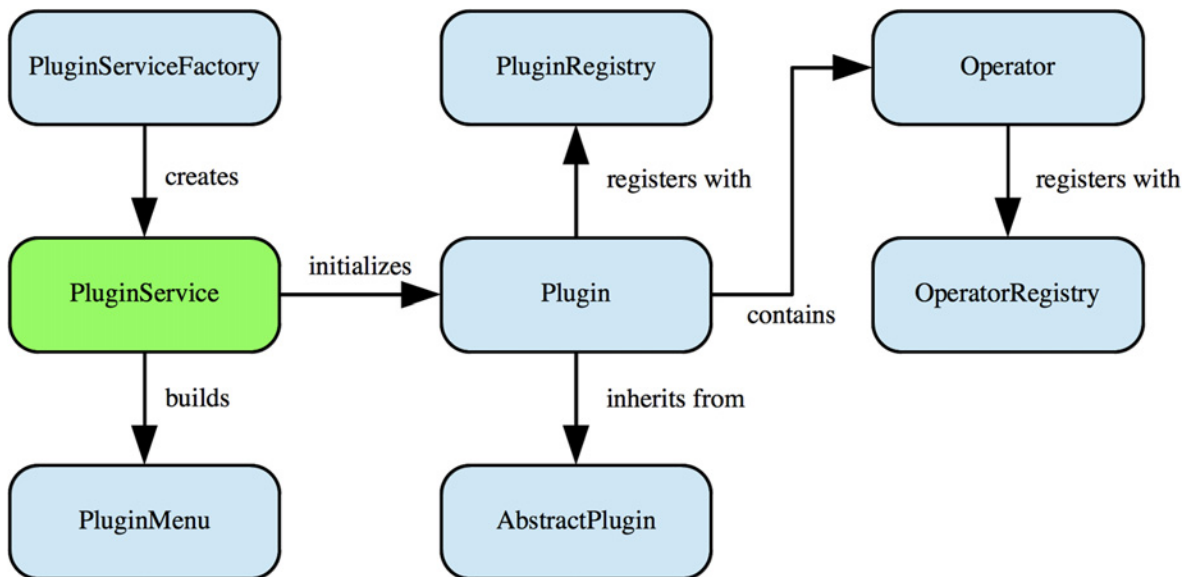 PluginServiceFactory
PluginRegistry
Operator
creates
registers with
registers with
PluginService
initializes
Plugin
contains
OperatorRegistry
builds
inherits from
PluginMenu
AbstractPlugin